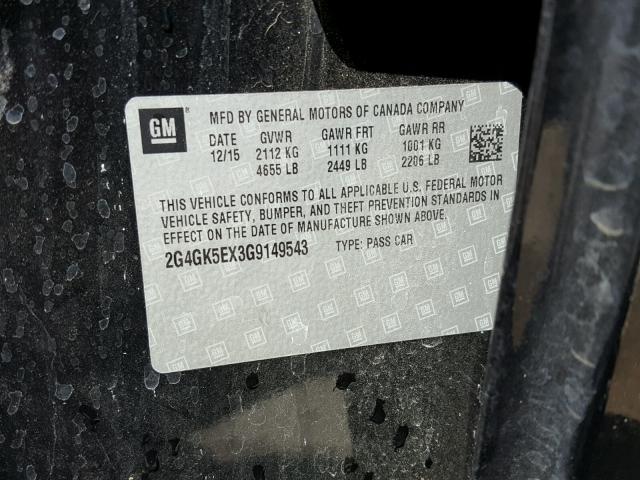 GM
MFD BY GENERAL MOTORS OF CANADA COMPANY
DATE GVWR GAWR FRT GAWR RR
12/15 2112 KG 1111 KG 1001 KG
4655 LB 2449 LB 2206 LB
THIS VEHICLE CONFORMS TO ALL APPLICABLE U.S. FEDERAL MOTOR
VEHICLE SAFETY, BUMPER, AND THEFT PREVENTION STANDARDS IN
EFFECT ON THE DATE OF MANUFACTURE SHOWN ABOVE.
2G4GK5EX3G9149543 TYPE: PASS CAR